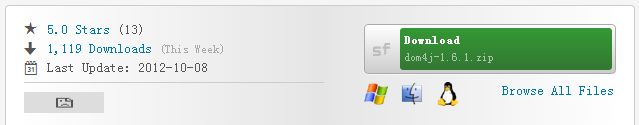 5.0 Stars (13)
1,119 Downloads (This Week)
31 Last Update: 2012-10-08
sf Download
dom4j-1.6.1.zip
Browse All Files